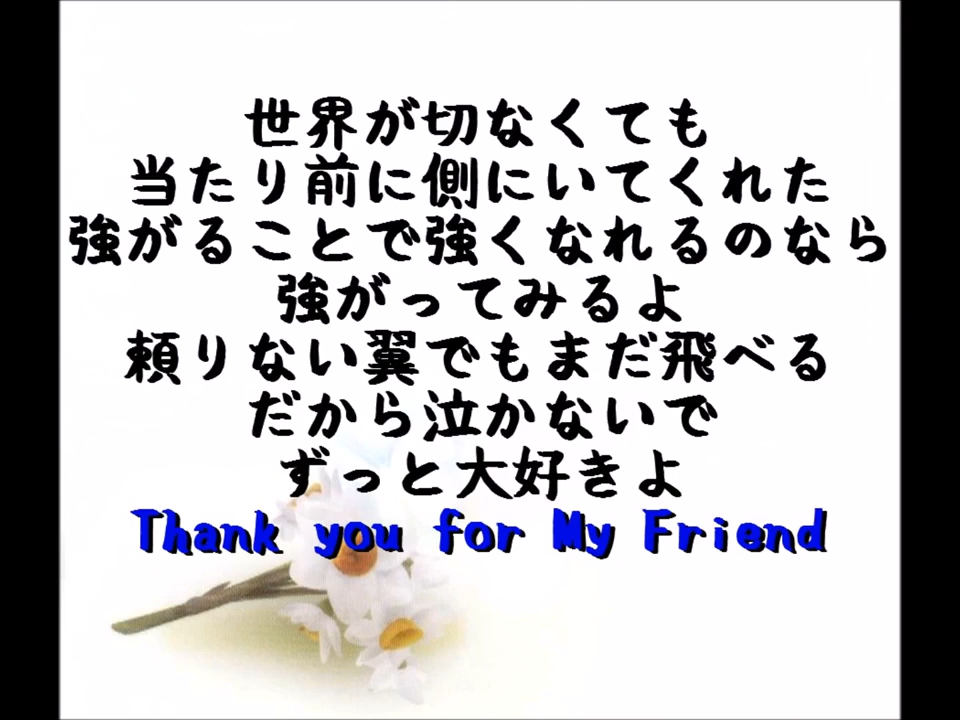 世界が切なくても
当たり前に側にいてくれた
強がることで強くなれるのなら
強がってみるよ
頼りない翼でもまだ飛べる
だから泣かないで
ずっと大好きよ
Thank you for My Friend